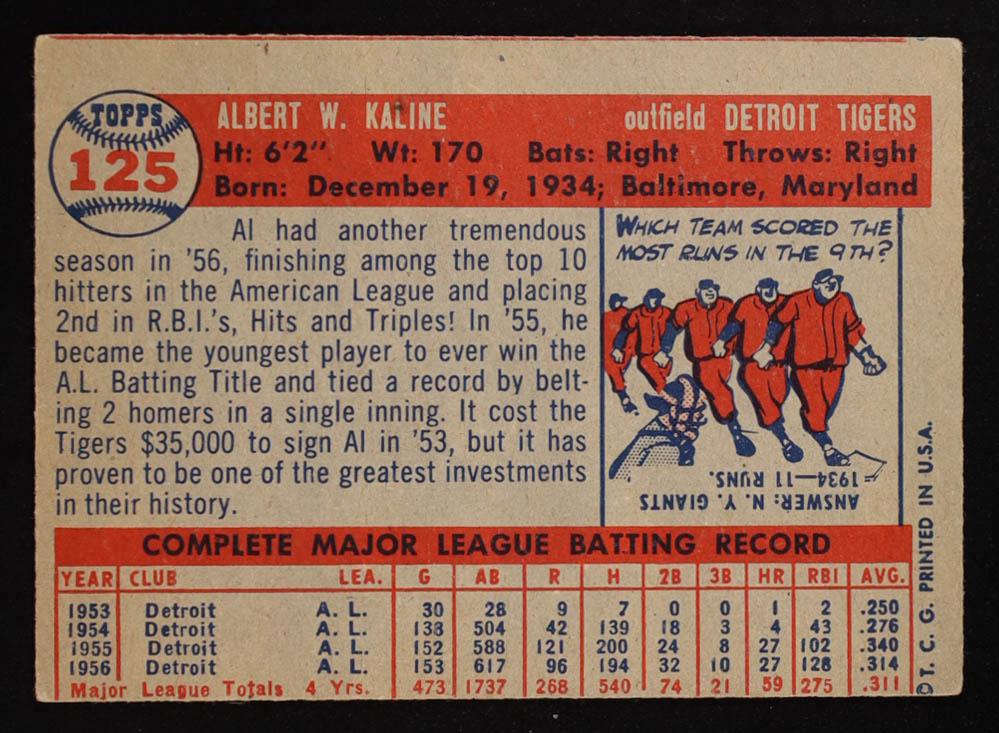 TOPPS
125
ALBERT W. KALINE outfield DETROIT TIGERS
Ht: 6'2" Wt: 170 Bats: Right Throws: Right
Born: December 19, 1934; Baltimore, Maryland
Al had another tremendous
season in '56, finishing among the top 10
hitters in the American League and placing
2nd in R.B.I.'s, Hits and Triples! In '55, he
became the youngest player to ever win the
A.L. Batting Title and tied a record by belt-
ing 2 homers in a single inning. It cost the
Tigers $35,000 to sign Al in '53, but it has
proven to be one of the greatest investments
in their history.
WHICH TEAM SCORED THE
MOST RUNS IN THE 9TH?
ANSWER: N.Y. GIANTS
=1934—11 RUNS.
COMPLETE MAJOR LEAGUE BATTING RECORD
YEAR CLUB LEA. G AB R H 2B 3B HR RBI AVG.
1953 Detroit A. L. 30 28 9 7 0 0 1 2 .250
1954 Detroit A. L. 138 504 42 139 18 3 4 43 .276
1955 Detroit A. L. 152 588 121 200 24 8 27 102 .340
1956 Detroit A. L. 153 617 96 194 32 10 27 128 .314
Major League Totals 4 Yrs. 473 1737 268 540 74 21 59 275 .311
© T. C. G. PRINTED IN U.S.A.